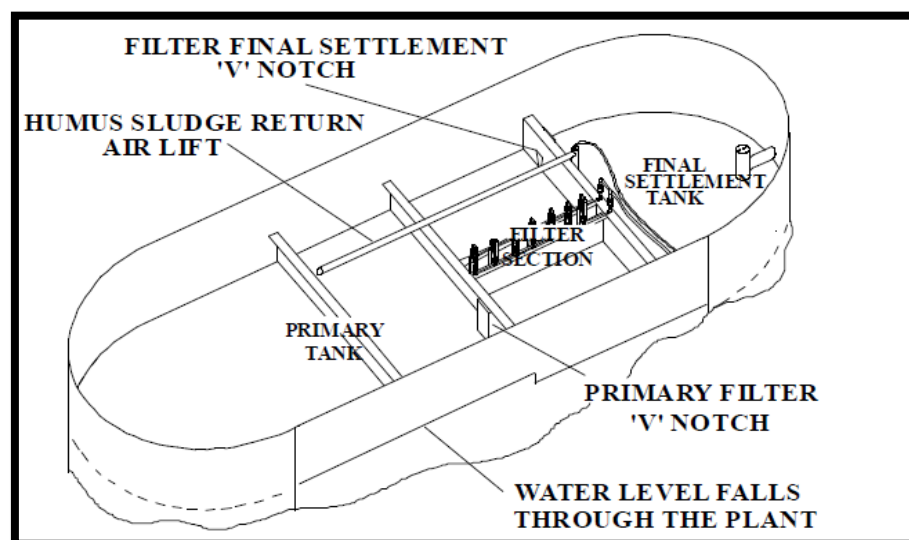 FILTER FINAL SETTLEMENT
'V' NOTCH
HUMUS SLUDGE RETURN
AIR LIFT
FINAL
SETTLEMENT
TANK
FILTER
SECTION
PRIMARY
TANK
PRIMARY FILTER
'V' NOTCH
WATER LEVEL FALLS
THROUGH THE PLANT